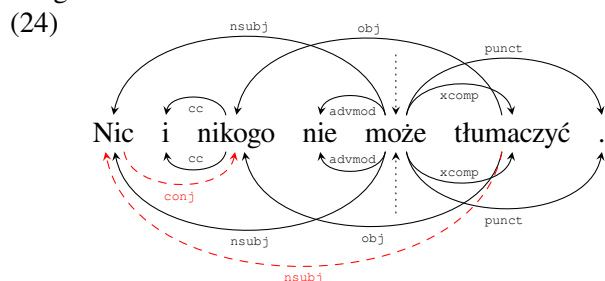 (24)
nsubj obj punct
cc advmod xcomp
Nic i nikogo nie może tłumaczyć .
cc advmod xcomp
conj
nsubj obj punct
nsubj